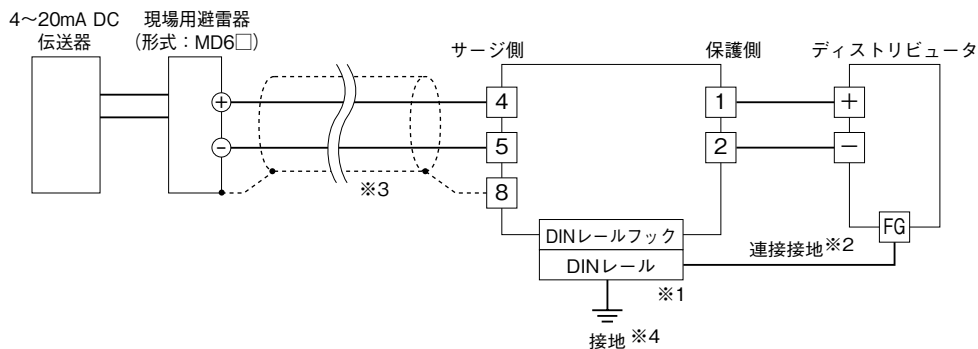 4～20mA DC
伝送器
現場用避雷器
（形式：MD6□）
サージ側
保護側
ディストリビュータ
＋
－
4
5
8
1
2
＋
－
※3
FG
DINレールフック
DINレール
連接接地※2
※1
接地※4